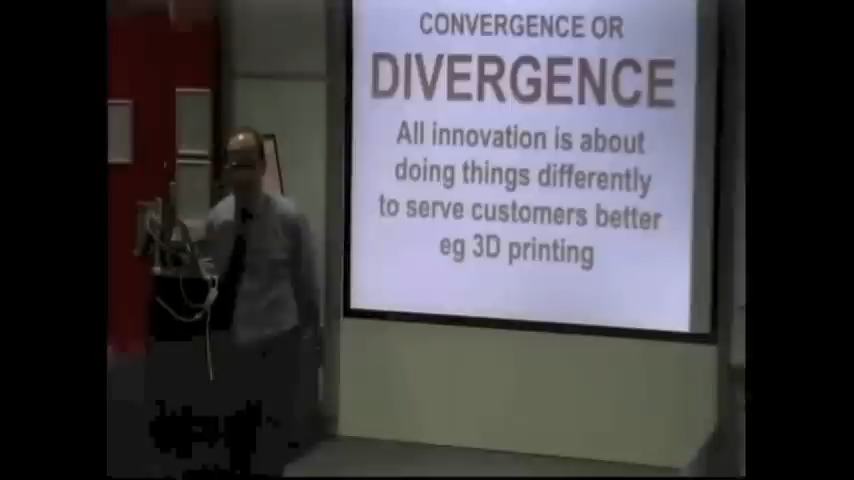 CONVERGENCE OR
DIVERGENCE
All innovation is about
doing things differently
to serve customers better
eg 3D printing